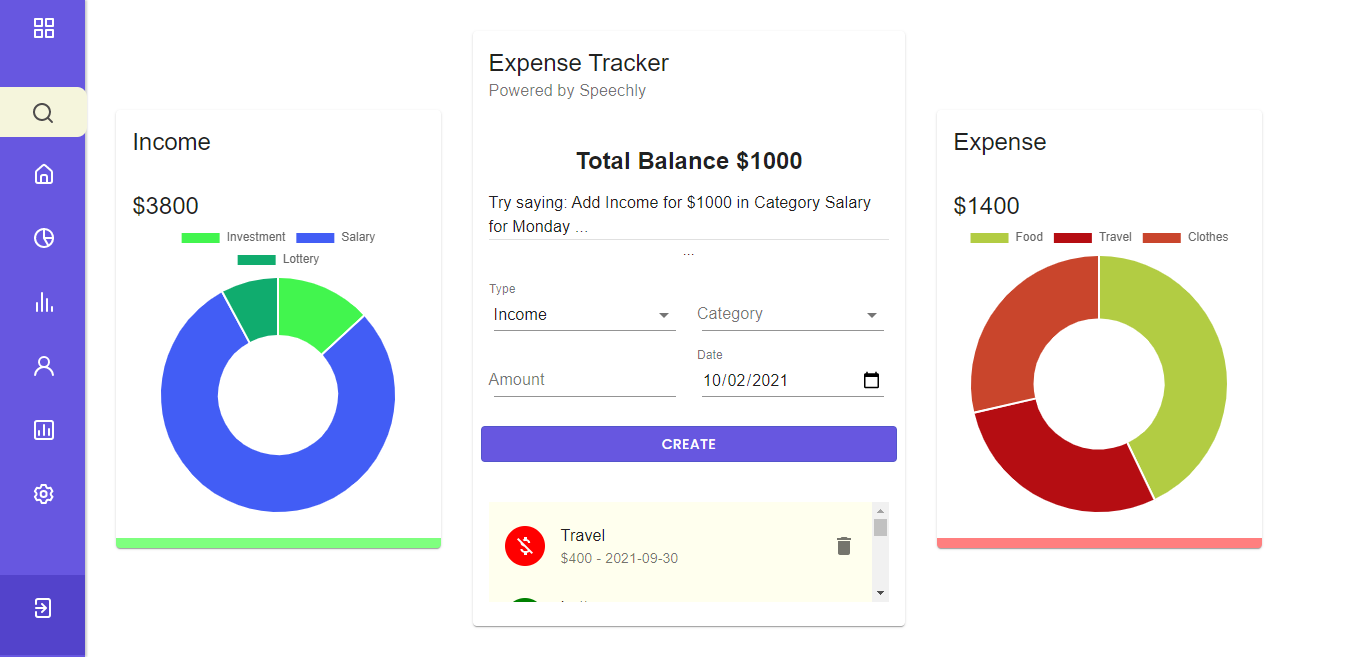 Income
$3800
Investment Salary
Lottery
Expense Tracker
Powered by Speechly
Total Balance $1000
Try saying: Add Income for $1000 in Category Salary
for Monday ...
...
Type
Income
Category
Amount
Date
10/02/2021
CREATE
Travel
$400 - 2021-09-30
Expense
$1400
Food Travel Clothes